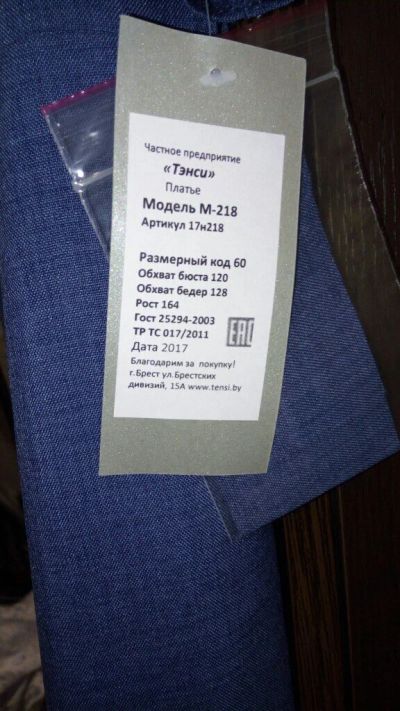 Частное предприятие
«Тэнси»
Платье
Модель М-218
Артикул 17н218
Размерный код 60
Обхват бюста 120
Обхват бедер 128
Рост 164
Гост 25294-2003
ТР ТС 017/2011
EAC
Дата 2017
Благодарим за покупку!
г.Брест ул.Брестских
дивизий, 15А www.tensi.by